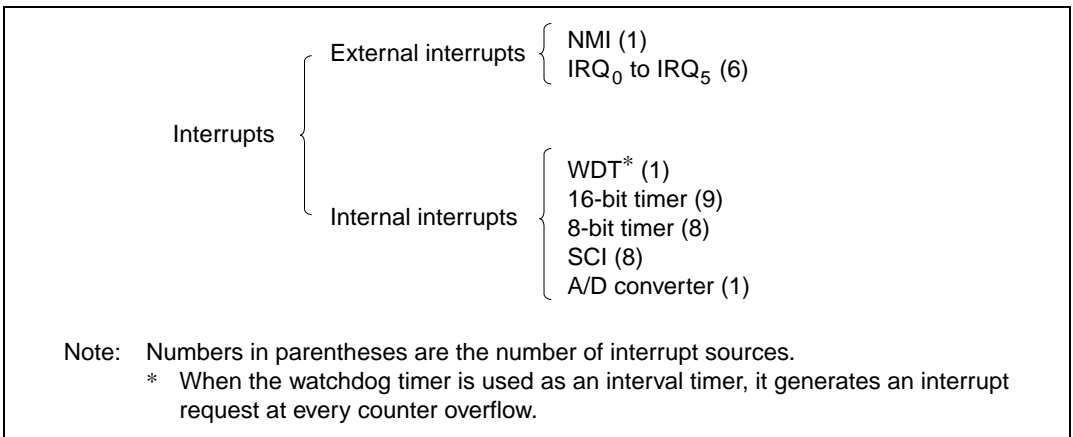 External interrupts
NMI (1)
IRQ0 to IRQ5 (6)
Interrupts
Internal interrupts
WDT* (1)
16-bit timer (9)
8-bit timer (8)
SCI (8)
A/D converter (1)
Note: Numbers in parentheses are the number of interrupt sources.
* When the watchdog timer is used as an interval timer, it generates an interrupt
request at every counter overflow.